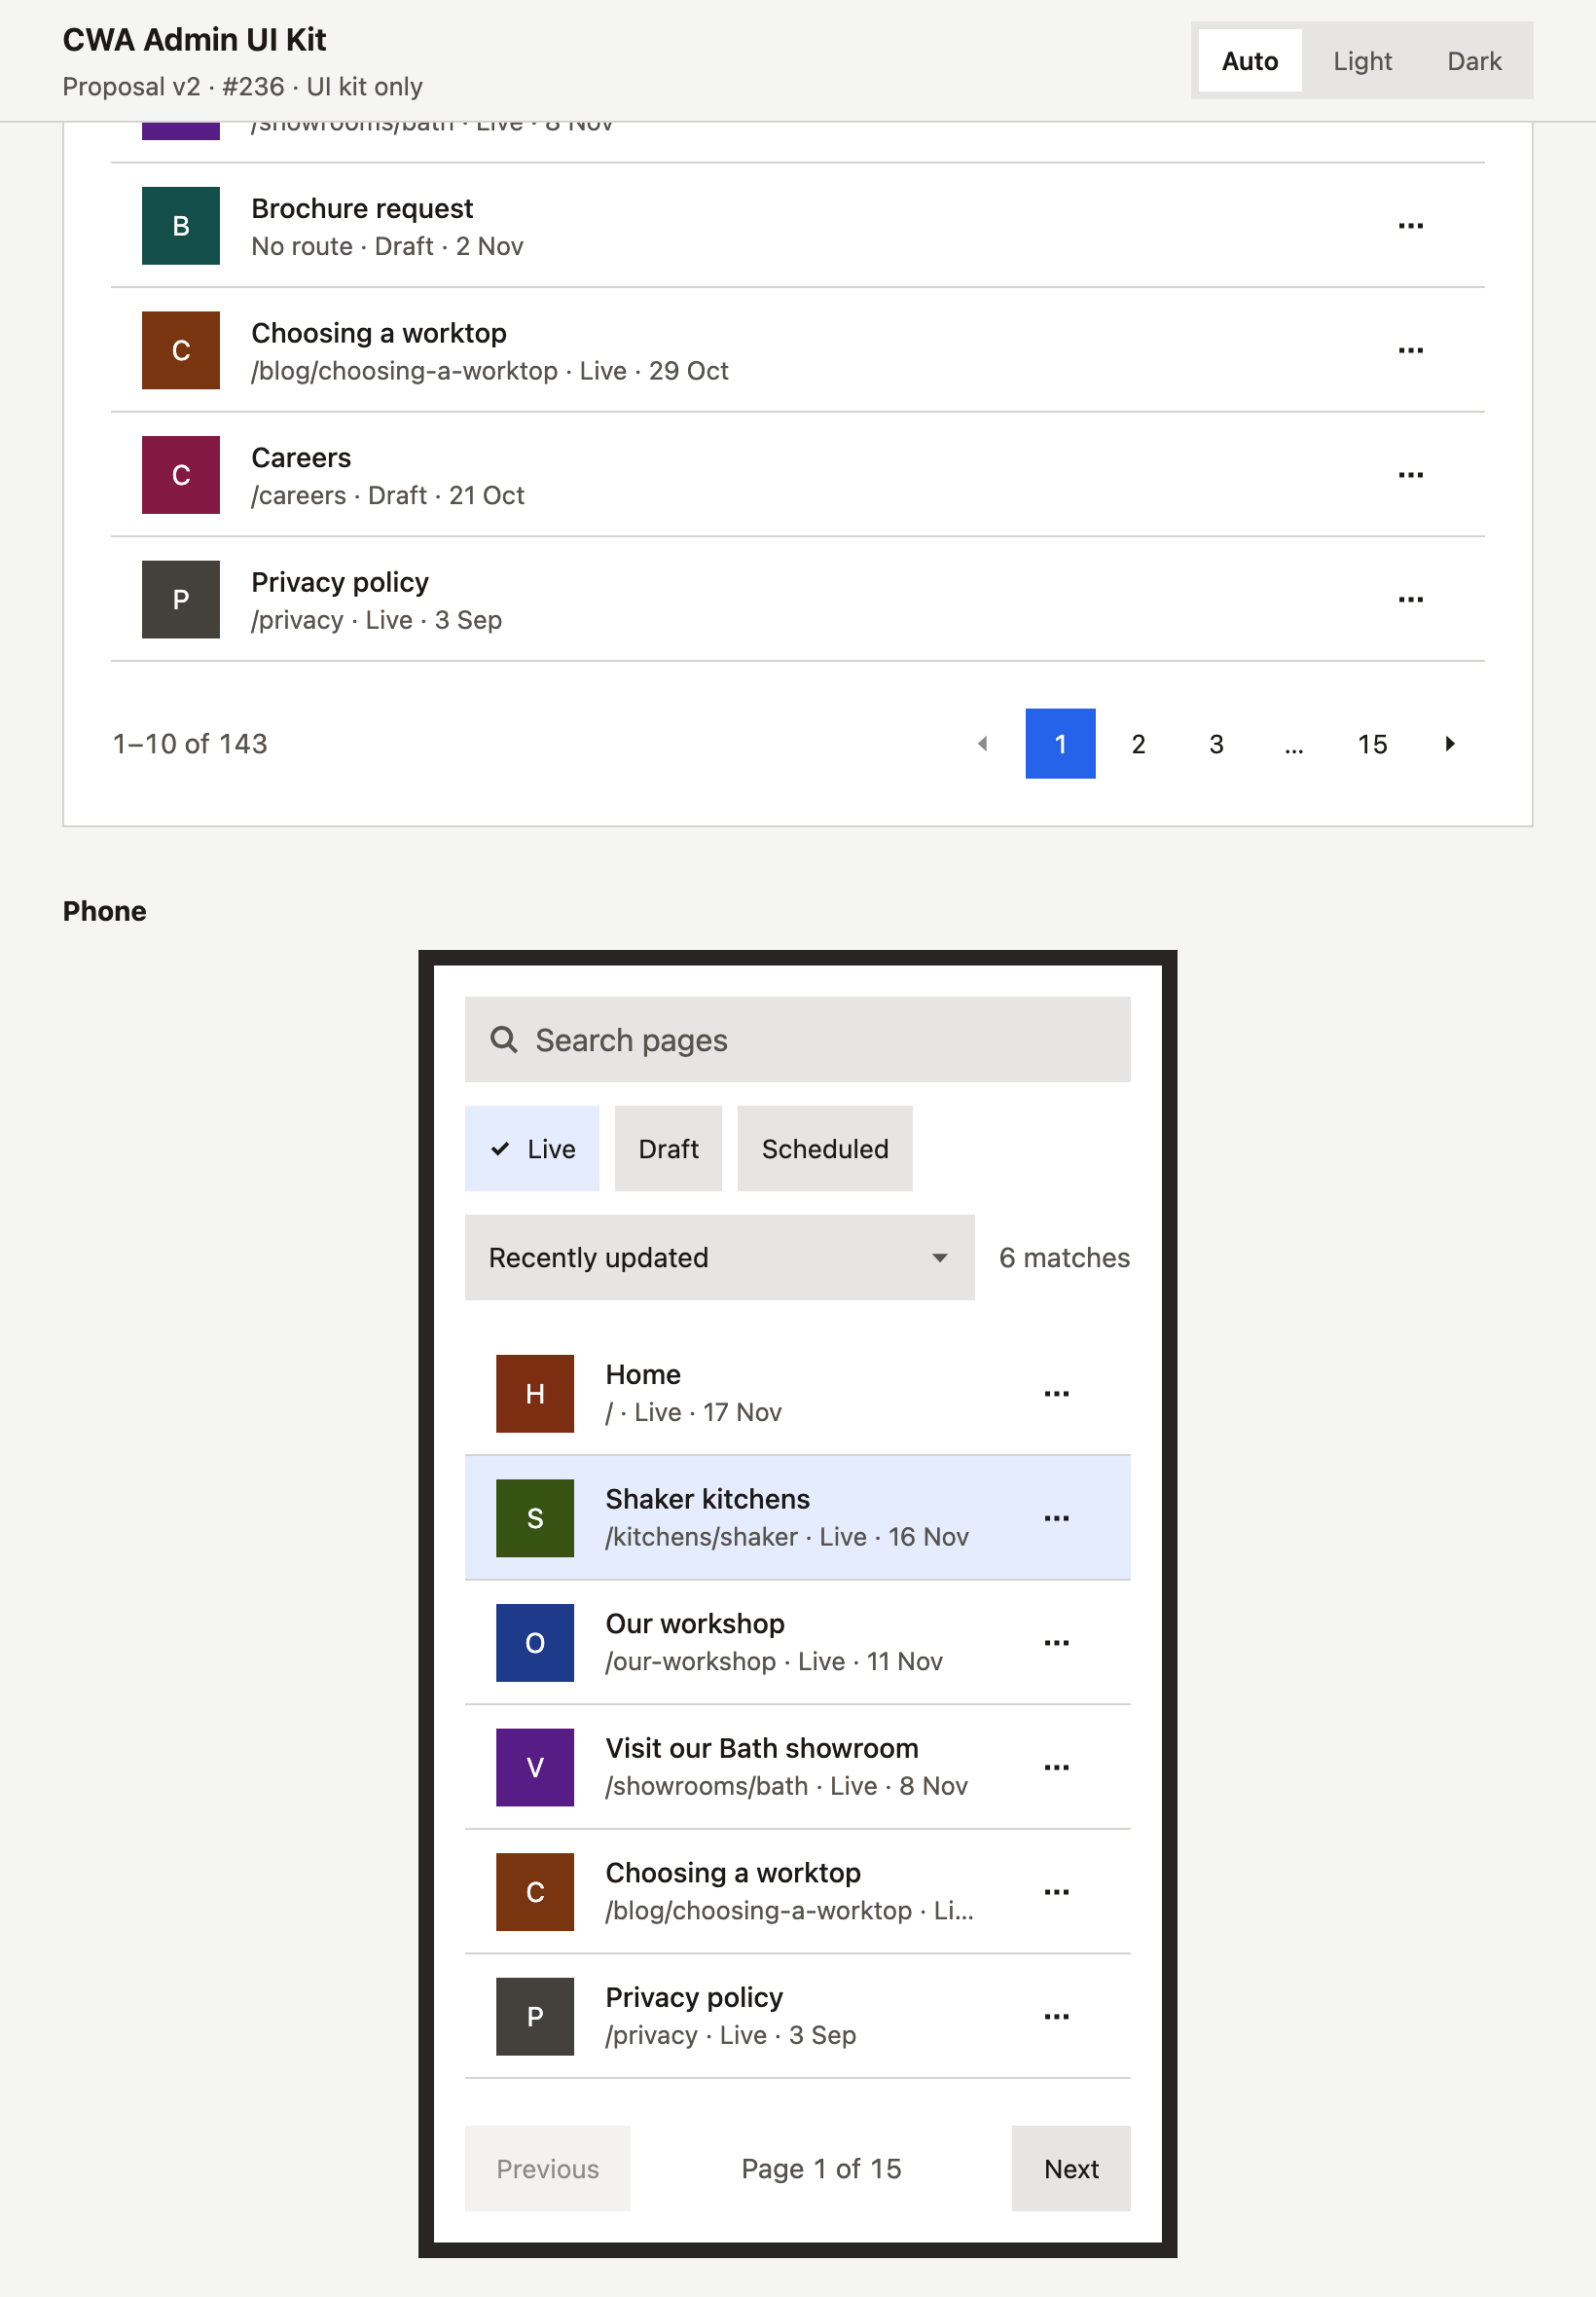 CWA Admin UI Kit
Proposal v2 · #236 · UI kit only
Auto
Light
Dark
/showrooms/bath · Live · 8 Nov
B
Brochure request
No route · Draft · 2 Nov
C
Choosing a worktop
/blog/choosing-a-worktop · Live · 29 Oct
C
Careers
/careers · Draft · 21 Oct
P
Privacy policy
/privacy · Live · 3 Sep
1–10 of 143
1
2
3
...
15
Phone
Search pages
Live
Draft
Scheduled
Recently updated
6 matches
H
Home
/ · Live · 17 Nov
S
Shaker kitchens
/kitchens/shaker · Live · 16 Nov
O
Our workshop
/our-workshop · Live · 11 Nov
V
Visit our Bath showroom
/showrooms/bath · Live · 8 Nov
C
Choosing a worktop
/blog/choosing-a-worktop · Li...
P
Privacy policy
/privacy · Live · 3 Sep
Previous
Page 1 of 15
Next